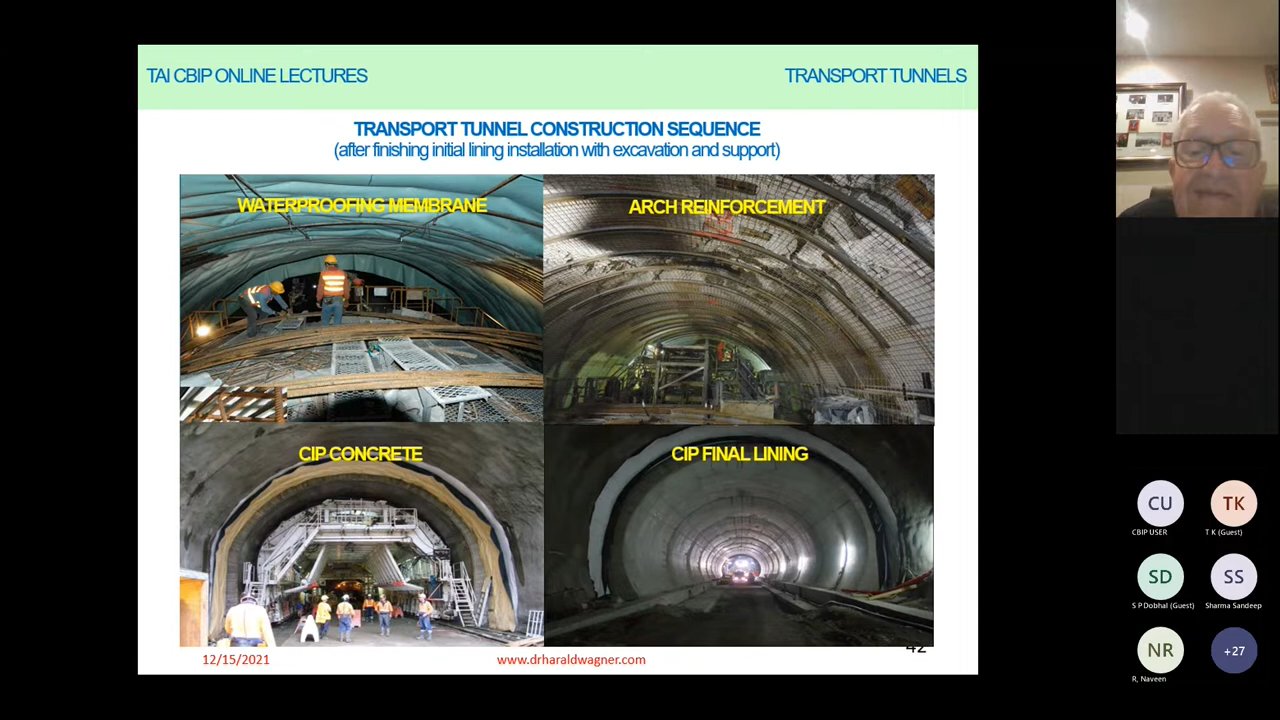 TAI CBIP ONLINE LECTURES
TRANSPORT TUNNELS
TRANSPORT TUNNEL CONSTRUCTION SEQUENCE
(after finishing initial lining installation with excavation and support)
WATERPROOFING MEMBRANE
ARCH REINFORCEMENT
CIP CONCRETE
CIP FINAL LINING
12/15/2021
www.drharaldwagner.com
42
CU
TK
CBIP USER
T K (Guest)
SD
SS
S P Dobhal (Guest)
Sharma Sandeep
NR
+27
R, Naveen